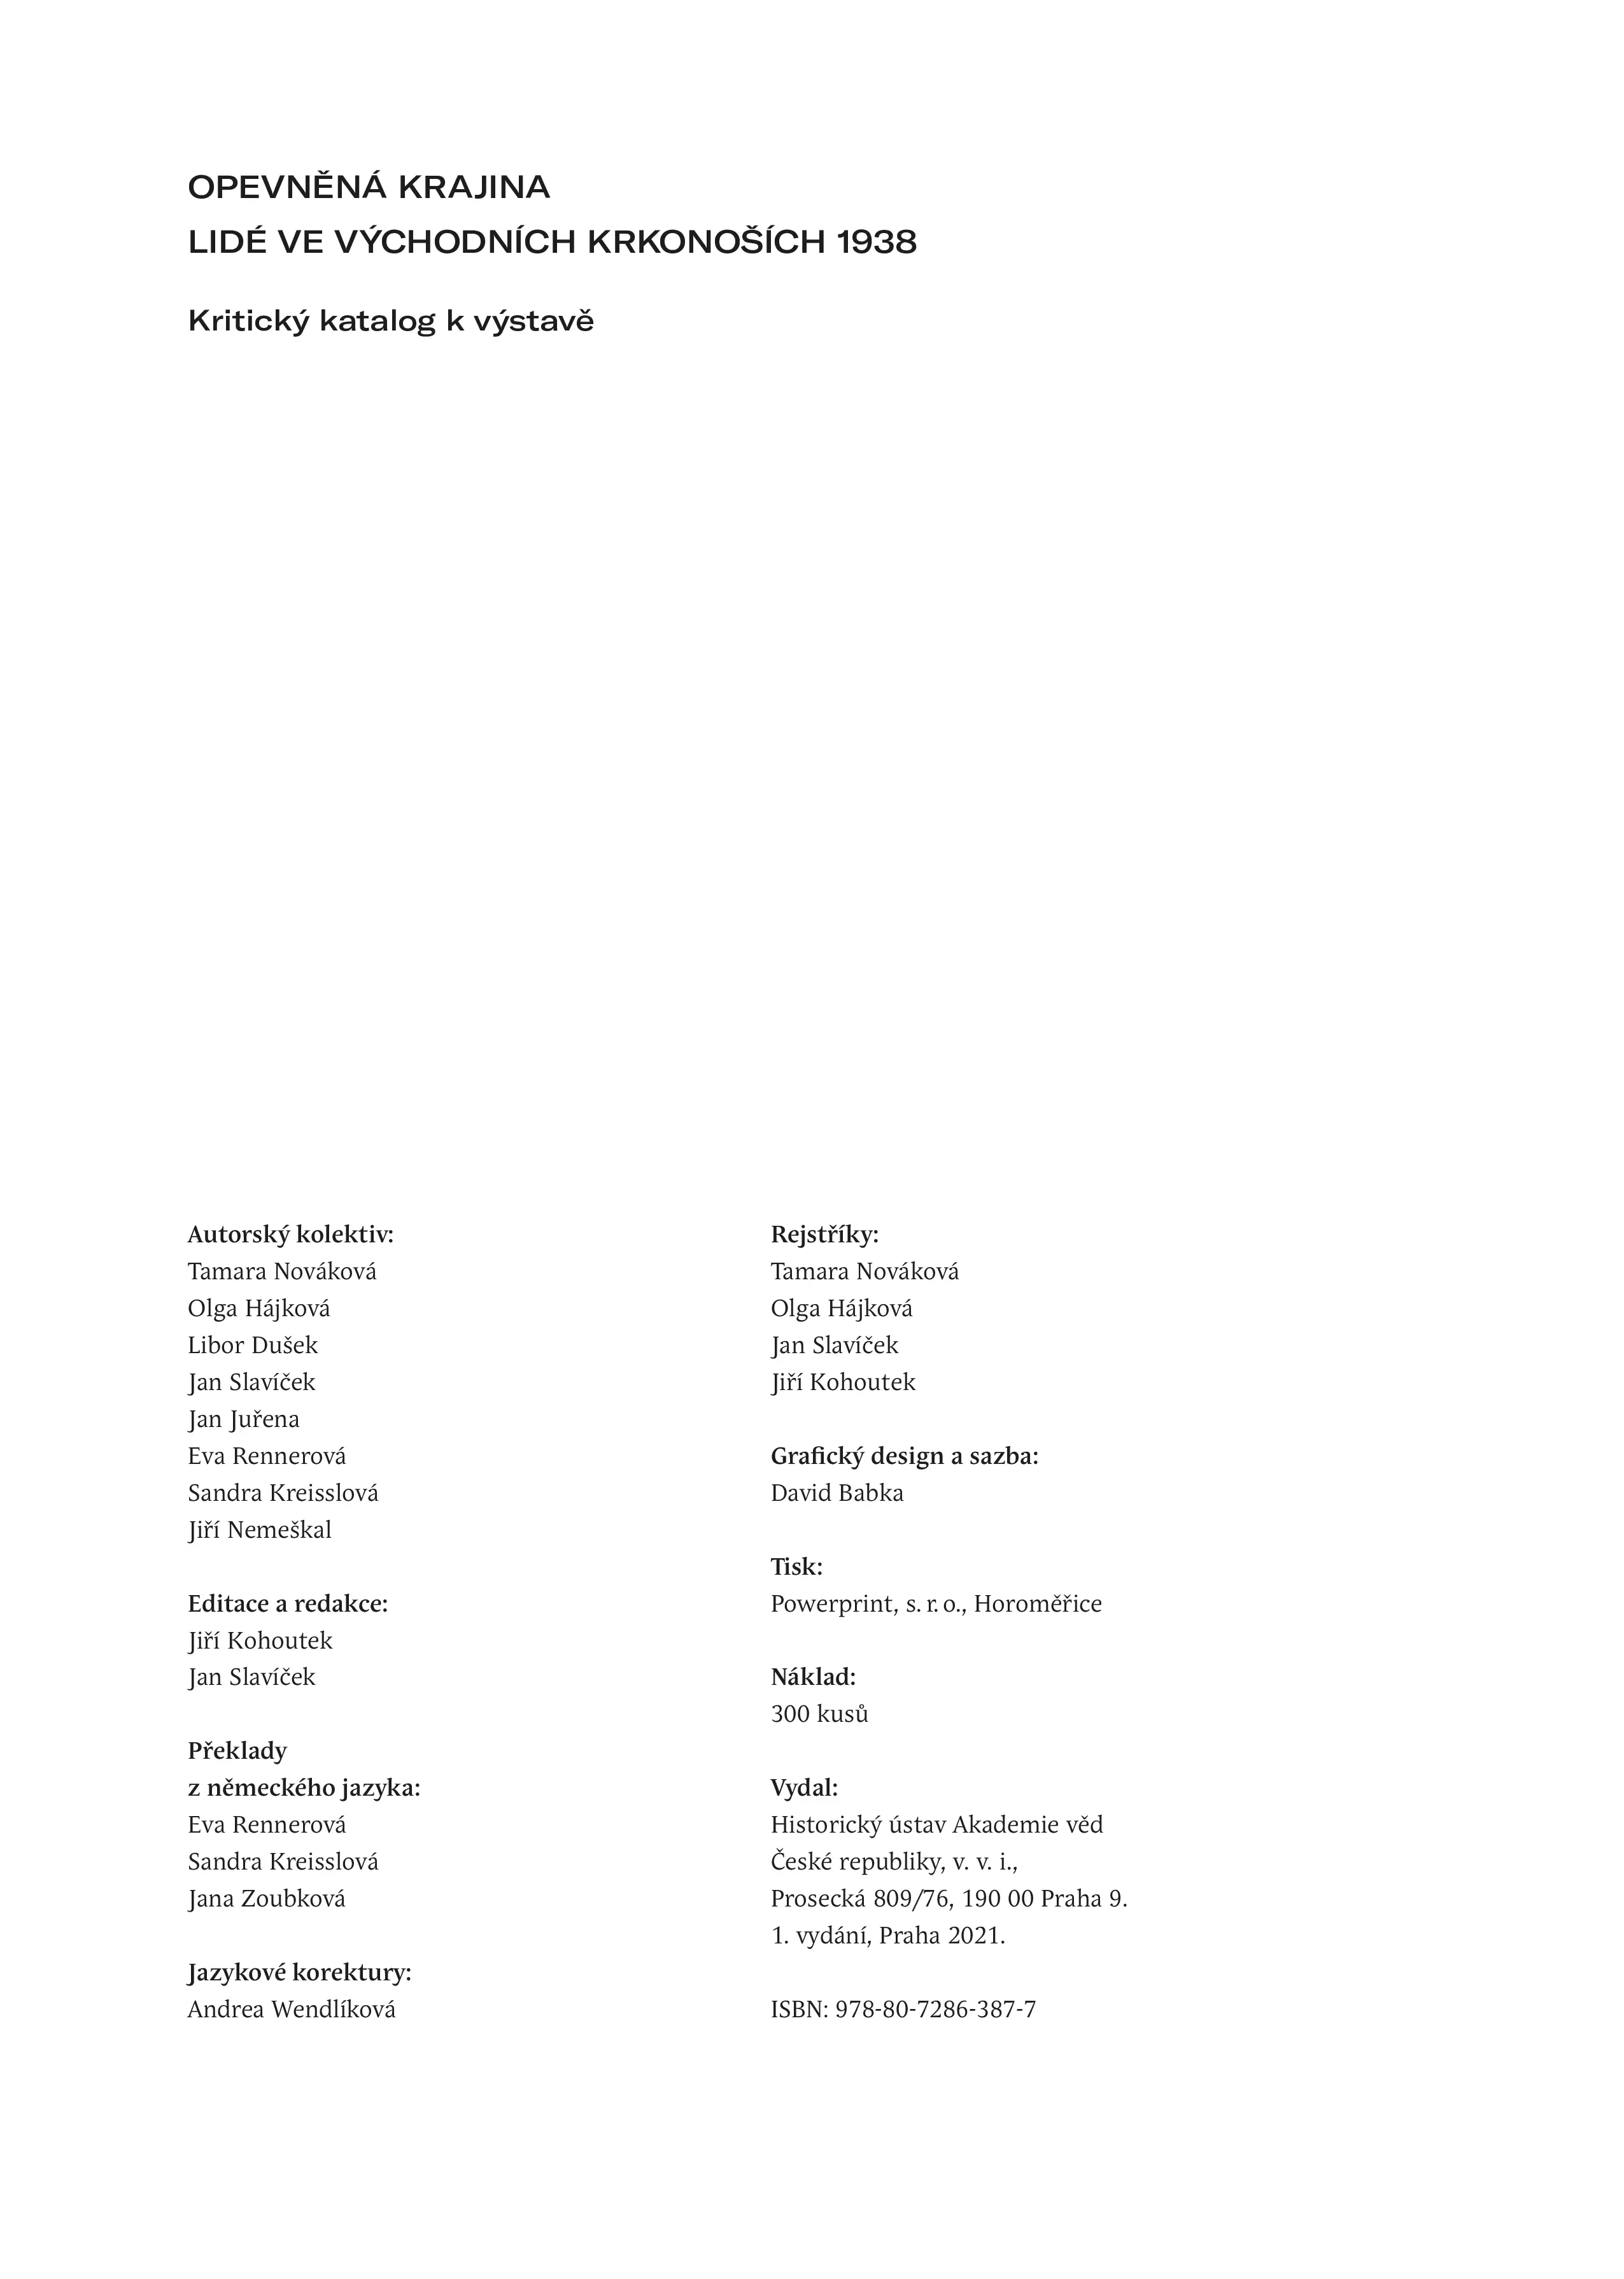 OPEVNĚNÁ KRAJINA
LIDÉ VE VÝCHODNÍCH KRKONOŠÍCH 1938
Kritický katalog k výstavě
Autorský kolektiv:
Tamara Nováková
Olga Hájková
Libor Dušek
Jan Slavíček
Jan Juřena
Eva Rennerová
Sandra Kreisslová
Jiří Nemeškal
Editace a redakce:
Jiří Kohoutek
Jan Slavíček
Překlady
z německého jazyka:
Eva Rennerová
Sandra Kreisslová
Jana Zoubková
Jazykové korektury:
Andrea Wendlíková
Rejstříky:
Tamara Nováková
Olga Hájková
Jan Slavíček
Jiří Kohoutek
Grafický design a sazba:
David Babka
Tisk:
Powerprint, s. r. o., Horoměřice
Náklad:
300 kusů
Vydal:
Historický ústav Akademie věd
České republiky, v. v. i.,
Prosecká 809/76, 190 00 Praha 9.
1. vydání, Praha 2021.
ISBN: 978-80-7286-387-7